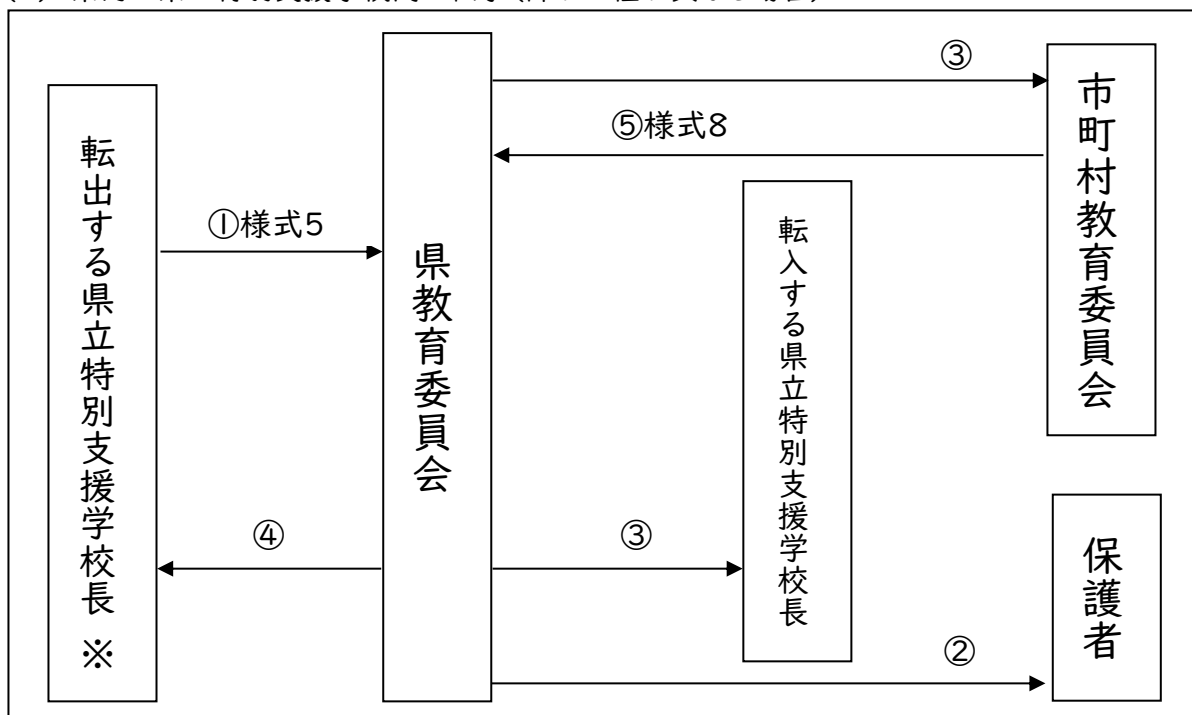 転出する県立特別支援学校長 ※
①様式5
④
県教育委員会
③
⑤様式8
③
②
転入する県立特別支援学校長
市町村教育委員会
保護者